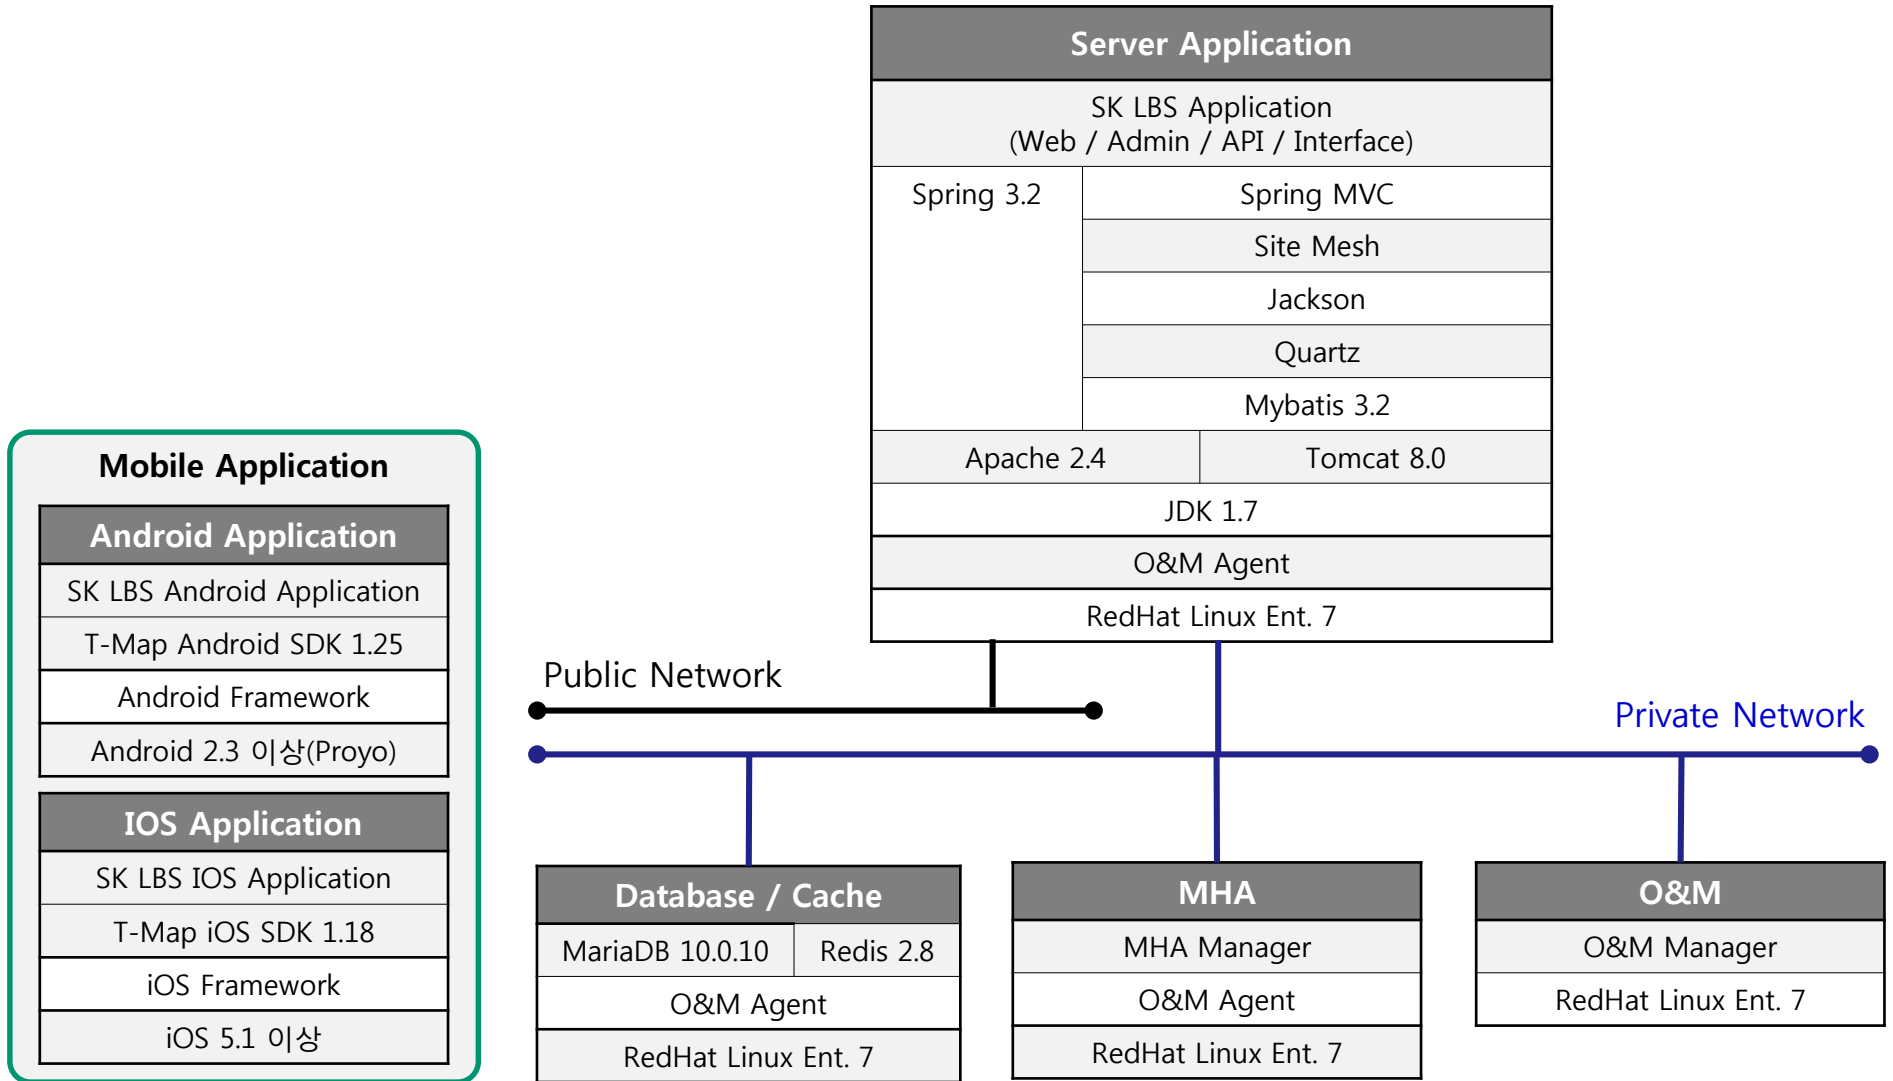 Server Application
SK LBS Application
(Web / Admin / API / Interface)
Spring 3.2
Spring MVC
Site Mesh
Jackson
Quartz
Mybatis 3.2
Apache 2.4
Tomcat 8.0
JDK 1.7
O&M Agent
RedHat Linux Ent. 7
Mobile Application
Android Application
SK LBS Android Application
T-Map Android SDK 1.25
Android Framework
Android 2.3 이상(Proyo)
IOS Application
SK LBS IOS Application
T-Map iOS SDK 1.18
iOS Framework
iOS 5.1 이상
Public Network
Private Network
Database / Cache
MariaDB 10.0.10
Redis 2.8
O&M Agent
RedHat Linux Ent. 7
MHA
MHA Manager
O&M Agent
RedHat Linux Ent. 7
O&M
O&M Manager
RedHat Linux Ent. 7